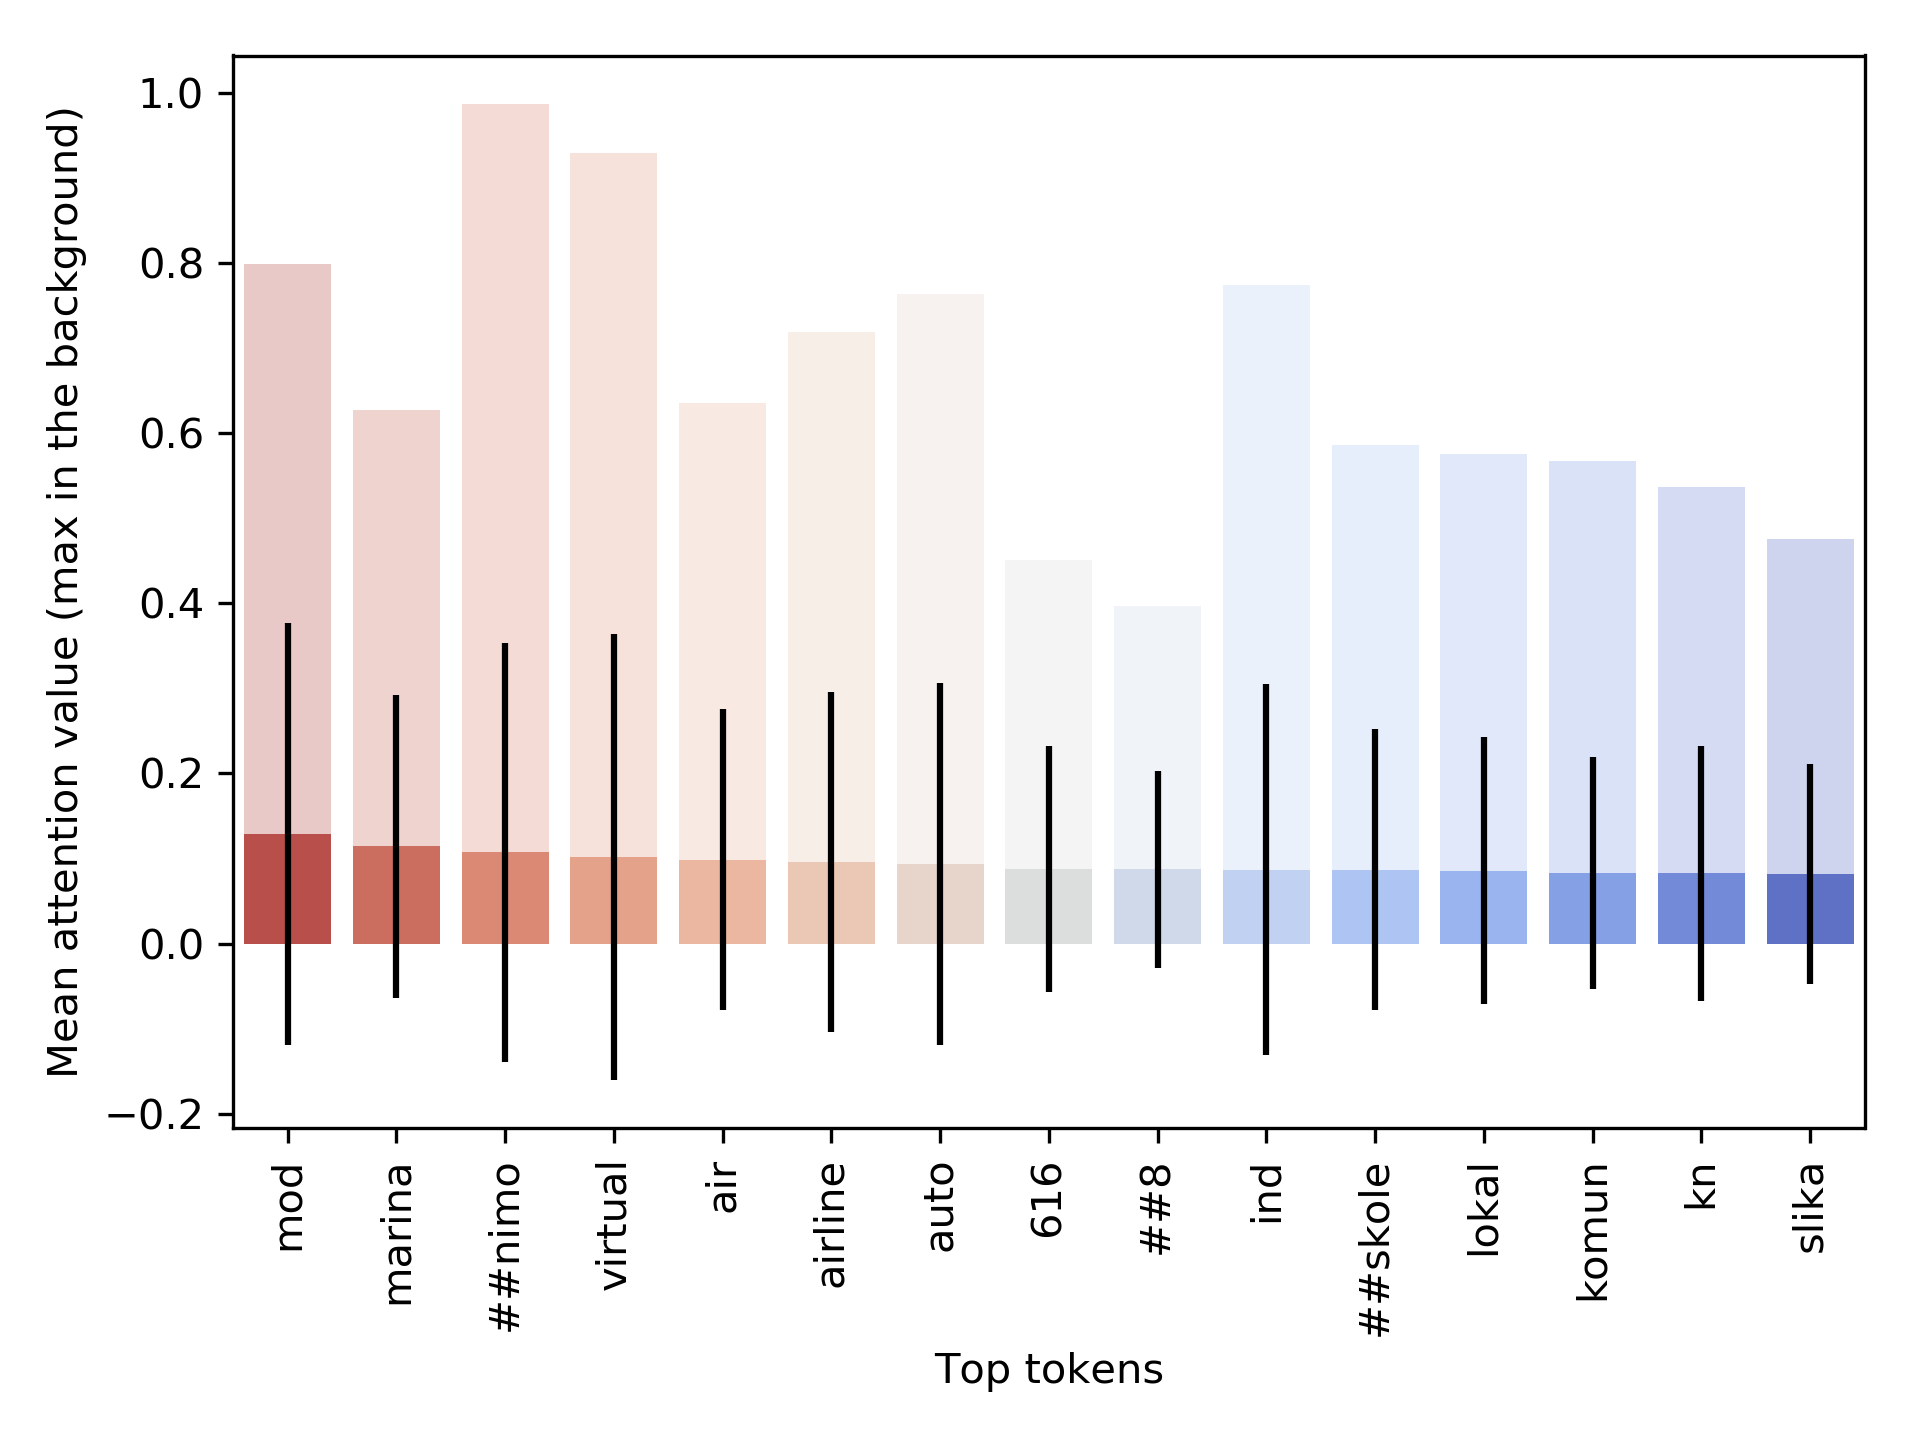 Mean attention value (max in the background)
1.0
0.8
0.6
0.4
0.2
0.0
−0.2
mod
marina
##nimo
virtual
air
airline
auto
616
##8
ind
##skole
lokal
komun
kn
slika
Top tokens